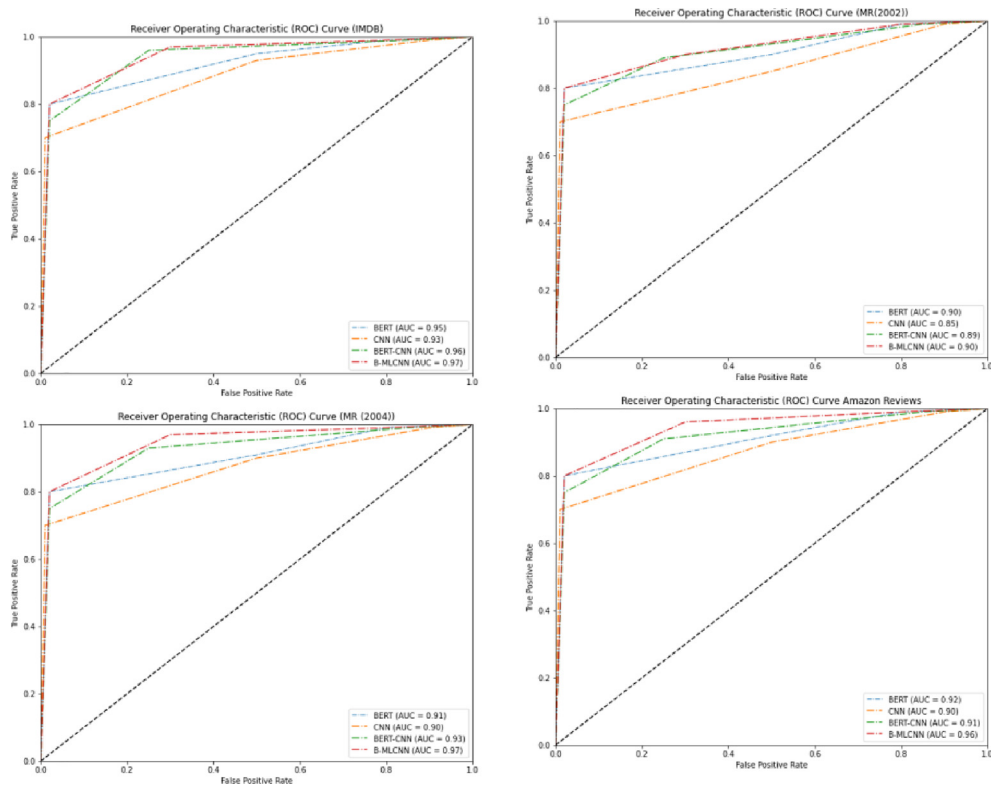 Receiver Operating Characteristic (ROC) Curve (IMDB)
True Positive Rate
1.0
0.8
0.6
0.4
0.2
0.0
BERT (AUC = 0.95)
CNN (AUC = 0.93)
BERT-CNN (AUC = 0.96)
B-MLCNN (AUC = 0.97)
0.0 0.2 0.4 0.6 0.8 1.0
False Positive Rate
Receiver Operating Characteristic (ROC) Curve (MR(2002))
True Positive Rate
1.0
0.8
0.6
0.4
0.2
0.0
BERT (AUC = 0.90)
CNN (AUC = 0.85)
BERT-CNN (AUC = 0.89)
B-MLCNN (AUC = 0.90)
0.0 0.2 0.4 0.6 0.8 1.0
False Positive Rate
Receiver Operating Characteristic (ROC) Curve (MR (2004))
True Positive Rate
1.0
0.8
0.6
0.4
0.2
0.0
BERT (AUC = 0.91)
CNN (AUC = 0.90)
BERT-CNN (AUC = 0.93)
B-MLCNN (AUC = 0.97)
0.0 0.2 0.4 0.6 0.8 1.0
False Positive Rate
Receiver Operating Characteristic (ROC) Curve Amazon Reviews
True Positive Rate
1.0
0.8
0.6
0.4
0.2
0.0
BERT (AUC = 0.92)
CNN (AUC = 0.90)
BERT-CNN (AUC = 0.91)
B-MLCNN (AUC = 0.96)
0.0 0.2 0.4 0.6 0.8 1.0
False Positive Rate